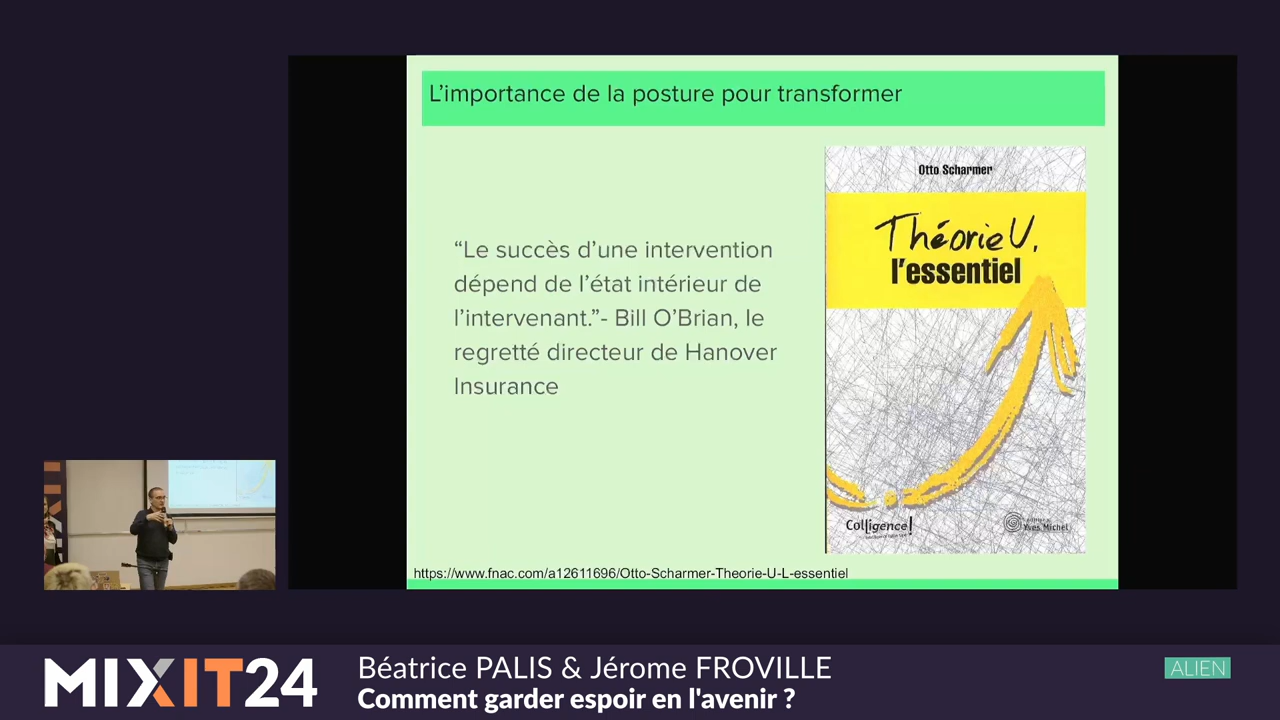 L’importance de la posture pour transformer
“Le succès d’une intervention
dépend de l’état intérieur de
l’intervenant.”- Bill O’Brian, le
regretté directeur de Hanover
Insurance
Otto Scharmer
Théorie U,
l’essentiel
Colligence!
Yves Michel
https://www.fnac.com/a12611696/Otto-Scharmer-Theorie-U-L-essentiel
MIXIT24
Béatrice PALIS & Jérome FROVILLE
Comment garder espoir en l'avenir ?
ALIEN